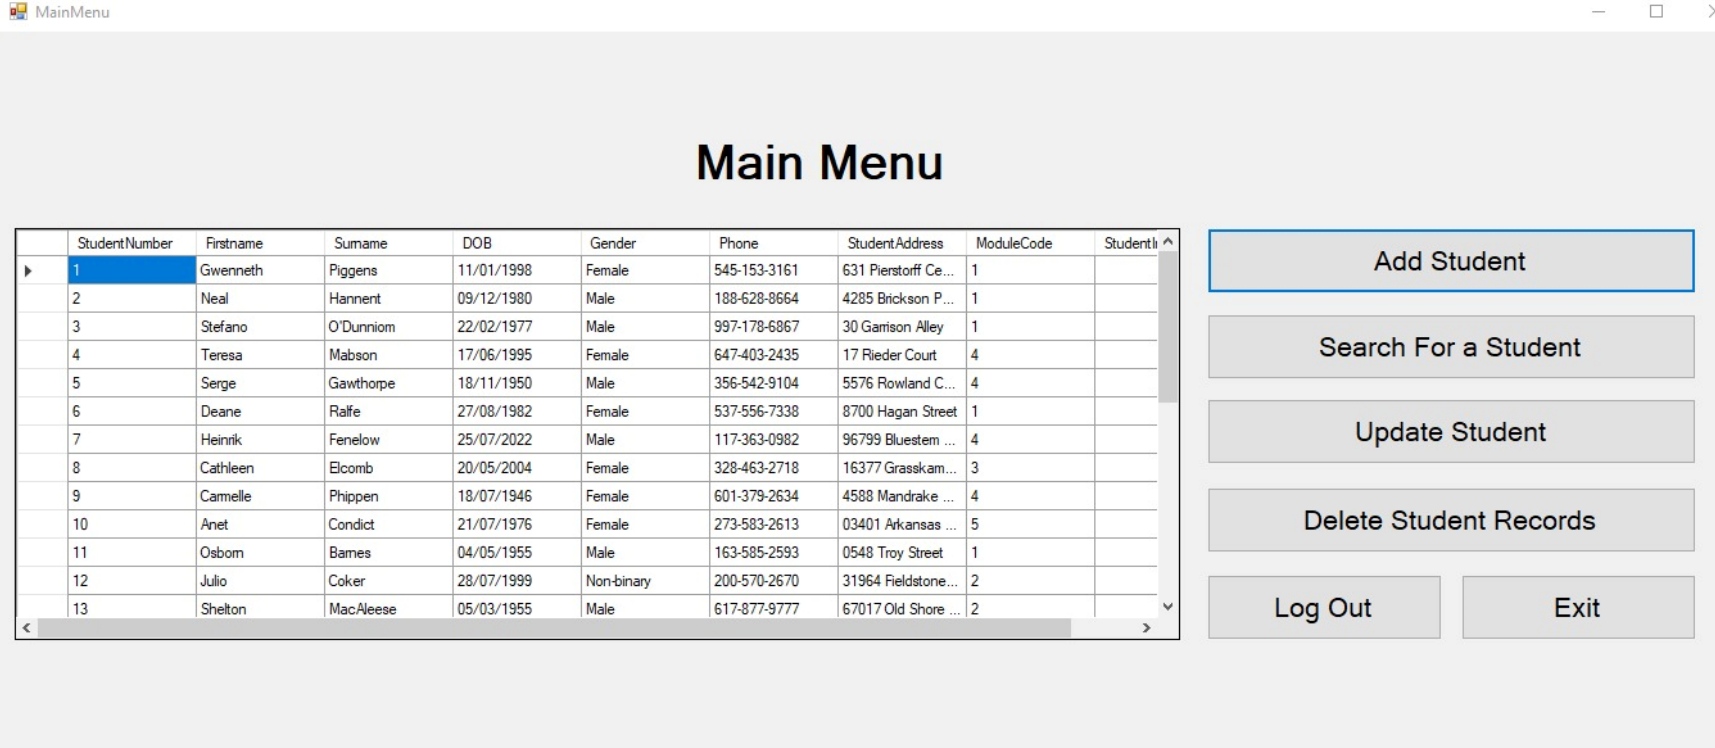 MainMenu
Main Menu
StudentNumber Firstname Surname DOB Gender Phone StudentAddress ModuleCode StudentI
1 Gwenneth Piggens 11/01/1998 Female 545-153-3161 631 Pierstorff Ce... 1
2 Neal Hannent 09/12/1980 Male 188-628-8664 4285 Brickson P... 1
3 Stefano O'Dunniom 22/02/1977 Male 997-178-6867 30 Garrison Alley 1
4 Teresa Mabson 17/06/1995 Female 647-403-2435 17 Rieder Court 4
5 Serge Gawthorpe 18/11/1950 Male 356-542-9104 5576 Rowland C... 4
6 Deane Ralfe 27/08/1982 Female 537-556-7338 8700 Hagan Street 1
7 Heinrik Fenelow 25/07/2022 Male 117-363-0982 96799 Bluestem ... 4
8 Cathleen Elcomb 20/05/2004 Female 328-463-2718 16377 Grasskam... 3
9 Carmelle Phippen 18/07/1946 Female 601-379-2634 4588 Mandrake ... 4
10 Anet Condict 21/07/1976 Female 273-583-2613 03401 Arkansas ... 5
11 Osborn Barnes 04/05/1955 Male 163-585-2593 0548 Troy Street 1
12 Julio Coker 28/07/1999 Non-binary 200-570-2670 31964 Fieldstone... 2
13 Shelton MacAleese 05/03/1955 Male 617-877-9777 67017 Old Shore ... 2
Add Student
Search For a Student
Update Student
Delete Student Records
Log Out Exit